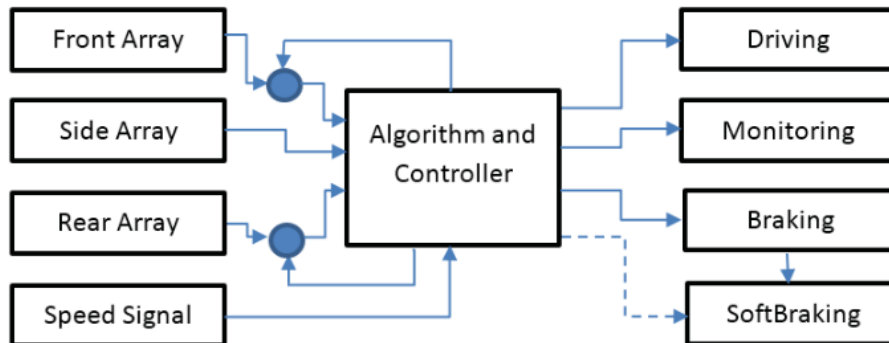 Front Array
Side Array
Rear Array
Speed Signal
Algorithm and
Controller
Driving
Monitoring
Braking
SoftBraking